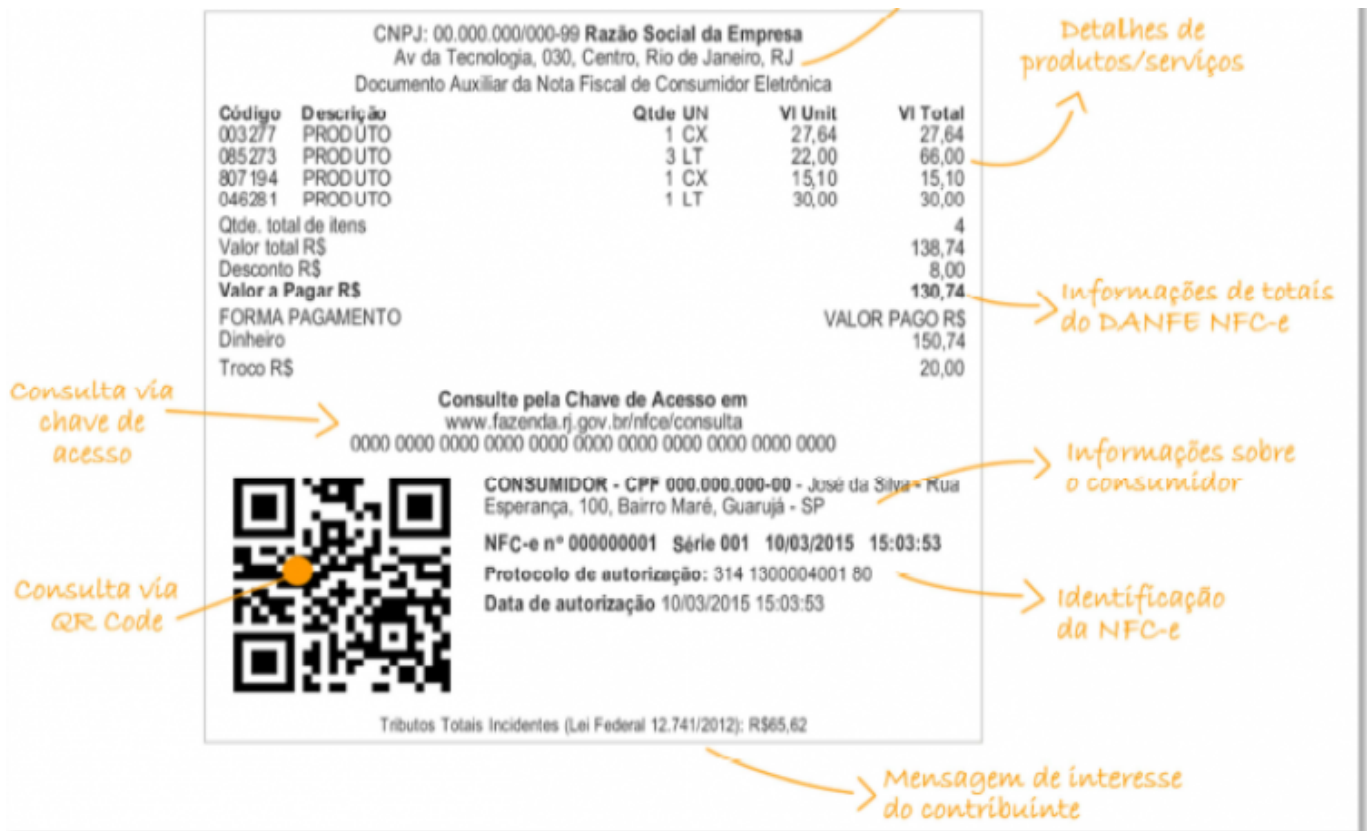 CNPJ: 00.000.000/000-99 Razão Social da Empresa
Av da Tecnologia, 030, Centro, Rio de Janeiro, RJ
Documento Auxiliar da Nota Fiscal de Consumidor Eletrônica
Detalhes de
produtos/serviços
Código Descrição Qtde UN Vl Unit Vl Total
003277 PRODUTO 1 CX 27,64 27,64
085273 PRODUTO 3 LT 22,00 66,00
807194 PRODUTO 1 CX 15,10 15,10
046281 PRODUTO 1 LT 30,00 30,00
Qtde. total de itens 4
Valor total R$ 138,74
Desconto R$ 8,00
Valor a Pagar R$ 130,74
Informações de totais
do DANFE NFC-e
FORMA PAGAMENTO VALOR PAGO R$
Dinheiro 150,74
Troco R$ 20,00
Consulta via
chave de
acesso
Consulte pela Chave de Acesso em
www.fazenda.rj.gov.br/nfce/consulta
0000 0000 0000 0000 0000 0000 0000 0000 0000 0000 0000
Informações sobre
o consumidor
CONSUMIDOR - CPF 000.000.000-00 - José da Silva - Rua
Esperança, 100, Bairro Maré, Guarujá - SP
NFC-e nº 000000001 Série 001 10/03/2015 15:03:53
Protocolo de autorização: 314 1300004001 80
Data de autorização 10/03/2015 15:03:53
Consulta via
QR Code
Identificação
da NFC-e
Tributos Totais Incidentes (Lei Federal 12.741/2012): R$65,62
Mensagem de interesse
do contribuinte